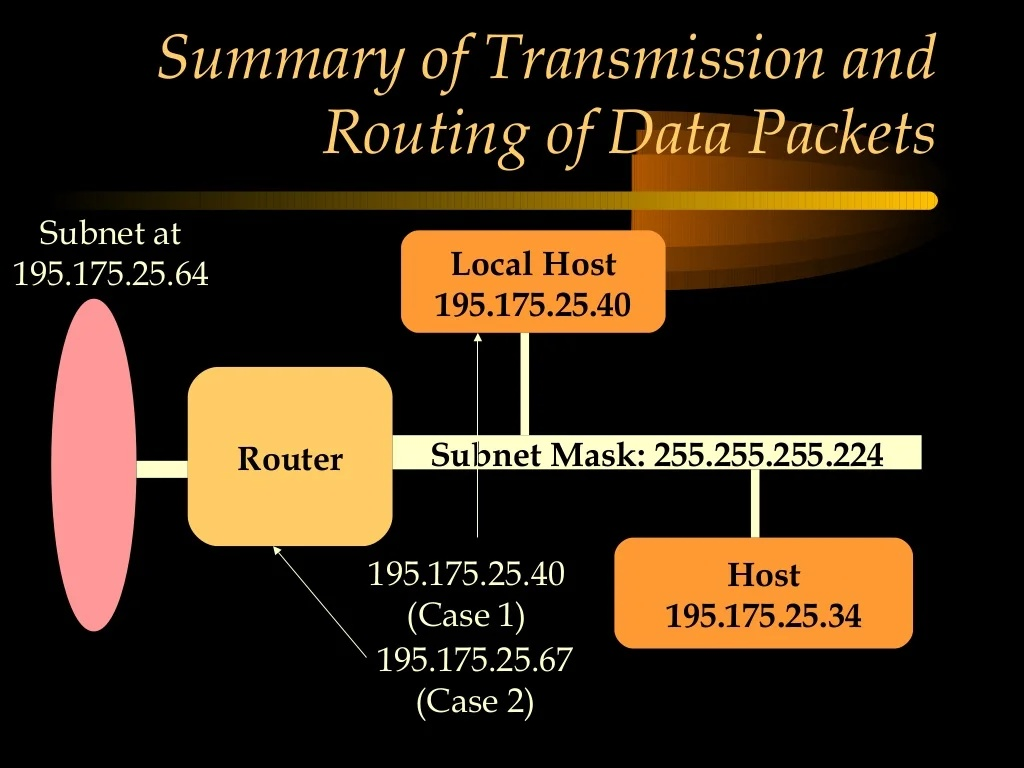 Summary of Transmission and
Routing of Data Packets
Subnet at
195.175.25.64
Local Host
195.175.25.40
Router
Subnet Mask: 255.255.255.224
195.175.25.40
(Case 1)
195.175.25.67
(Case 2)
Host
195.175.25.34